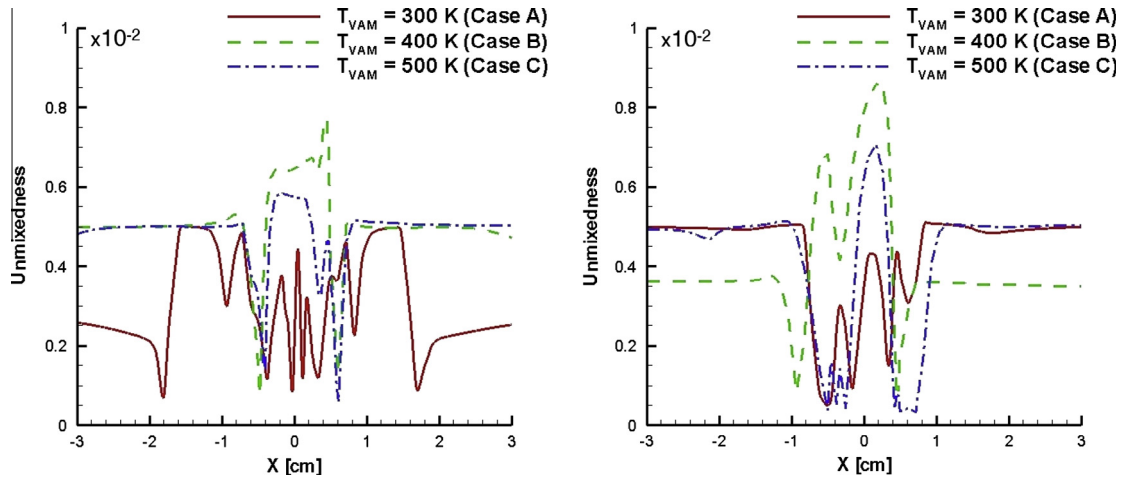 T_VAM = 300 K (Case A)
T_VAM = 400 K (Case B)
T_VAM = 500 K (Case C)
x10-2
1
0.8
0.6
0.4
0.2
0
Unmixedness
-3
-2
-1
0
1
2
3
X [cm]
T_VAM = 300 K (Case A)
T_VAM = 400 K (Case B)
T_VAM = 500 K (Case C)
x10-2
1
0.8
0.6
0.4
0.2
0
Unmixedness
-3
-2
-1
0
1
2
3
X [cm]